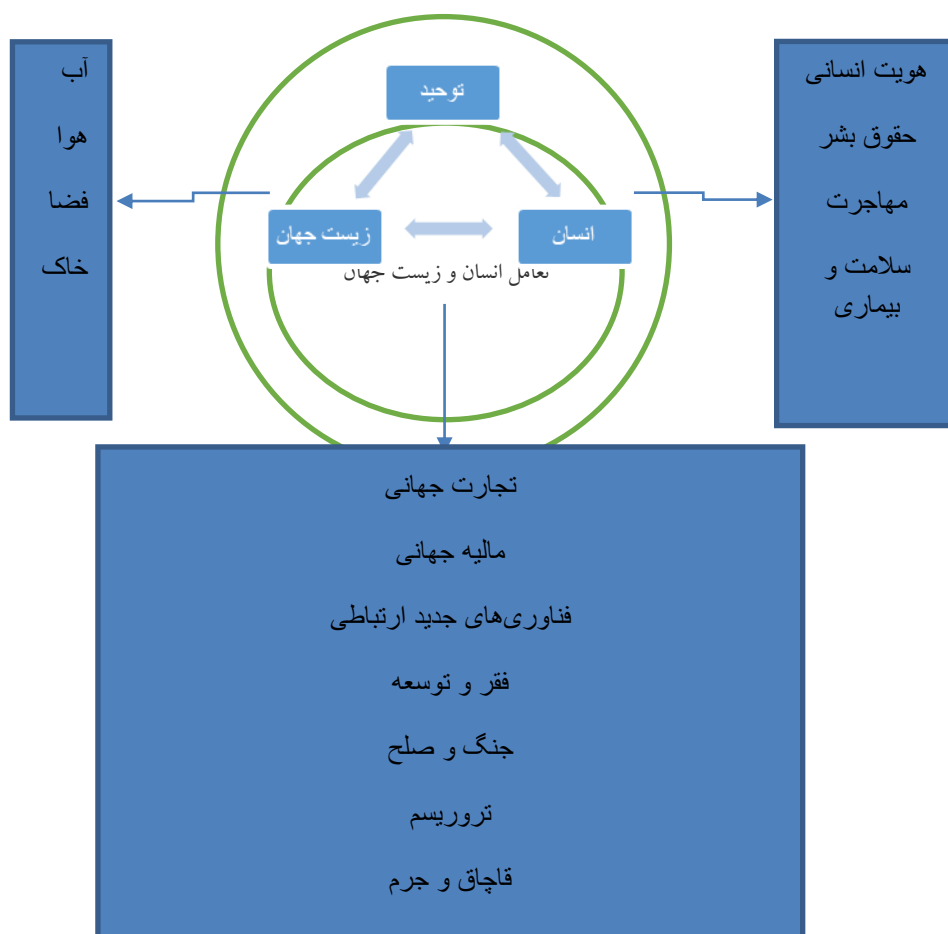 توحید
انسان
زیست جهان
تعامل انسان و زیست جهان
هویت انسانی
حقوق بشر
مهاجرت
سلامت و
بیماری
آب
هوا
فضا
خاک
تجارت جهانی
مالیه جهانی
فناوری‌های جدید ارتباطی
فقر و توسعه
جنگ و صلح
تروریسم
قاچاق و جرم